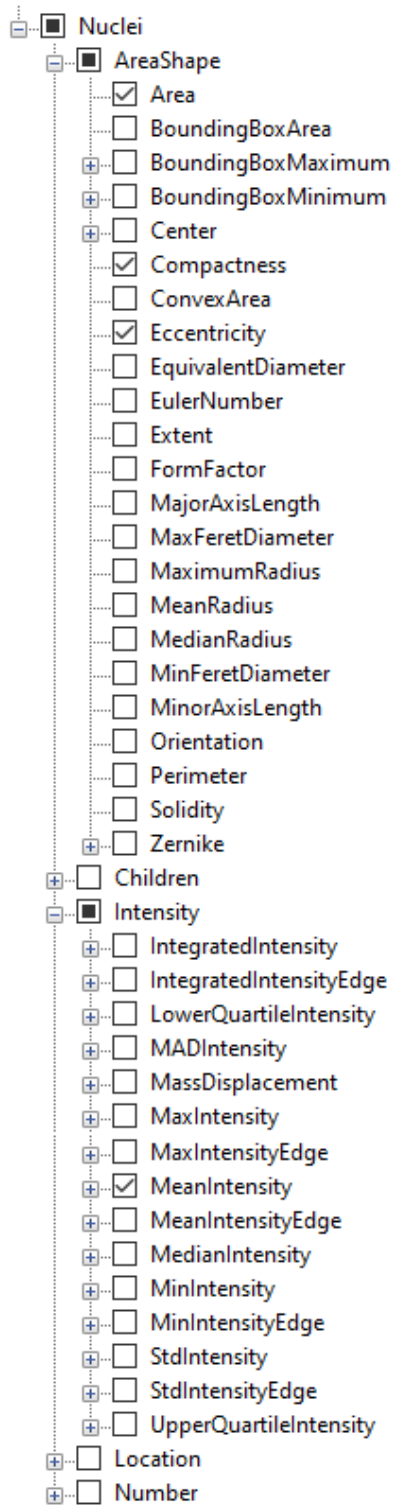 Nuclei
AreaShape
Area
BoundingBoxArea
BoundingBoxMaximum
BoundingBoxMinimum
Center
Compactness
ConvexArea
Eccentricity
EquivalentDiameter
EulerNumber
Extent
FormFactor
MajorAxisLength
MaxFeretDiameter
MaximumRadius
MeanRadius
MedianRadius
MinFeretDiameter
MinorAxisLength
Orientation
Perimeter
Solidity
Zernike
Children
Intensity
IntegratedIntensity
IntegratedIntensityEdge
LowerQuartileIntensity
MADIntensity
MassDisplacement
MaxIntensity
MaxIntensityEdge
MeanIntensity
MeanIntensityEdge
MedianIntensity
MinIntensity
MinIntensityEdge
StdIntensity
StdIntensityEdge
UpperQuartileIntensity
Location
Number